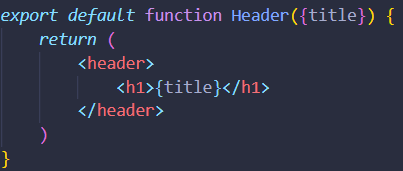 export default function Header({title}) {
    return (
        <header>
            <h1>{title}</h1>
        </header>
    )
}